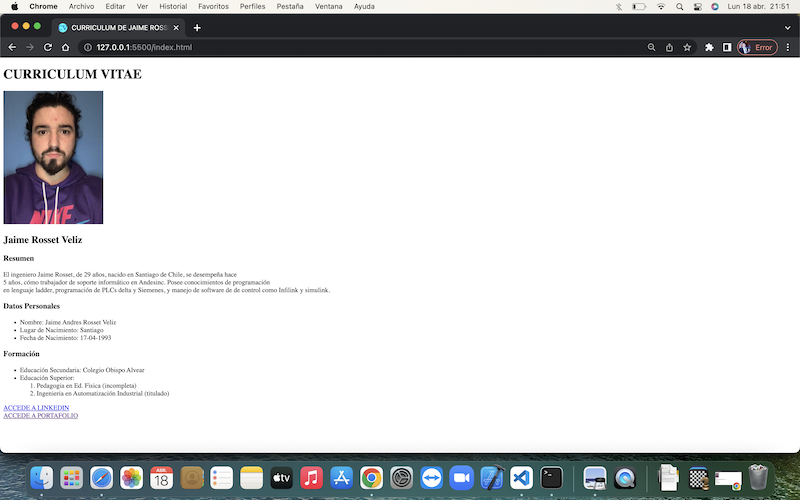 Chrome Archivo Editar Ver Historial Favoritos Perfiles Pestaña Ventana Ayuda Lun 18 abr. 21:51
CURRICULUM DE JAIME ROSS
127.0.0.1:5500/index.html Error
CURRICULUM VITAE
NIKE
Jaime Rosset Veliz
Resumen
El ingeniero Jaime Rosset, de 29 años, nacido en Santiago de Chile, se desempeña hace
5 años, cómo trabajador de soporte informático en Andesinc. Posee conocimientos de programación
en lenguaje ladder, programación de PLCs delta y Siemenes, y manejo de software de de control como Infilink y simulink.
Datos Personales
• Nombre: Jaime Andres Rosset Veliz
• Lugar de Nacimiento: Santiago
• Fecha de Nacimiento: 17-04-1993
Formación
• Educación Secundaria: Colegio Obispo Alvear
• Educación Superior:
1. Pedagogía en Ed. Física (incompleta)
2. Ingeniería en Automatización Industrial (titulado)
ACCEDE A LINKEDIN
ACCEDE A PORTAFOLIO
ABR.
18
tv